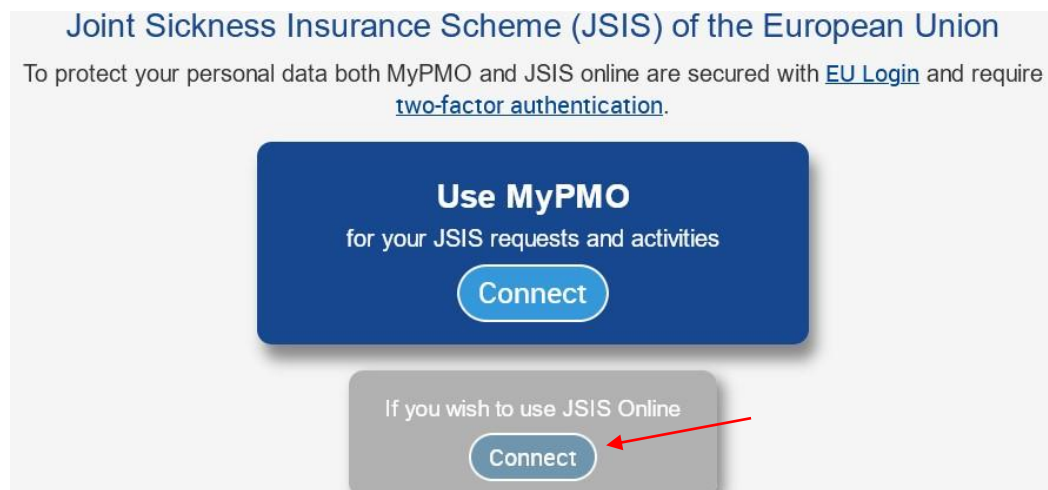 Joint Sickness Insurance Scheme (JSIS) of the European Union
To protect your personal data both MyPMO and JSIS online are secured with EU Login and require
two-factor authentication.
Use MyPMO
for your JSIS requests and activities
Connect
If you wish to use JSIS Online
Connect